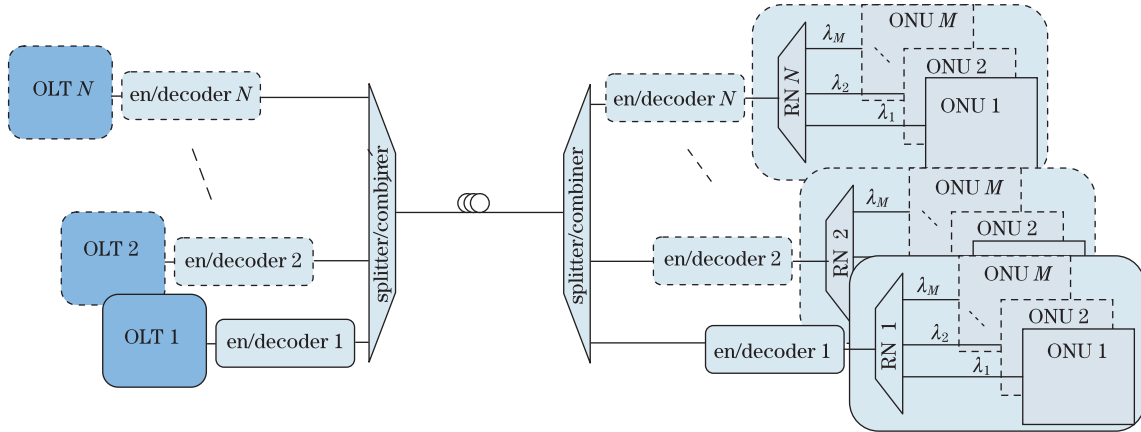 OLT N
en/decoder N
splitter/combiner
splitter/combiner
en/decoder N
RN N
λM
λ2
λ1
ONU M
ONU 2
ONU 1
OLT 2
en/decoder 2
en/decoder 2
RN 2
λM
ONU M
ONU 2
OLT 1
en/decoder 1
en/decoder 1
RN 1
λM
λ2
λ1
ONU M
ONU 2
ONU 1